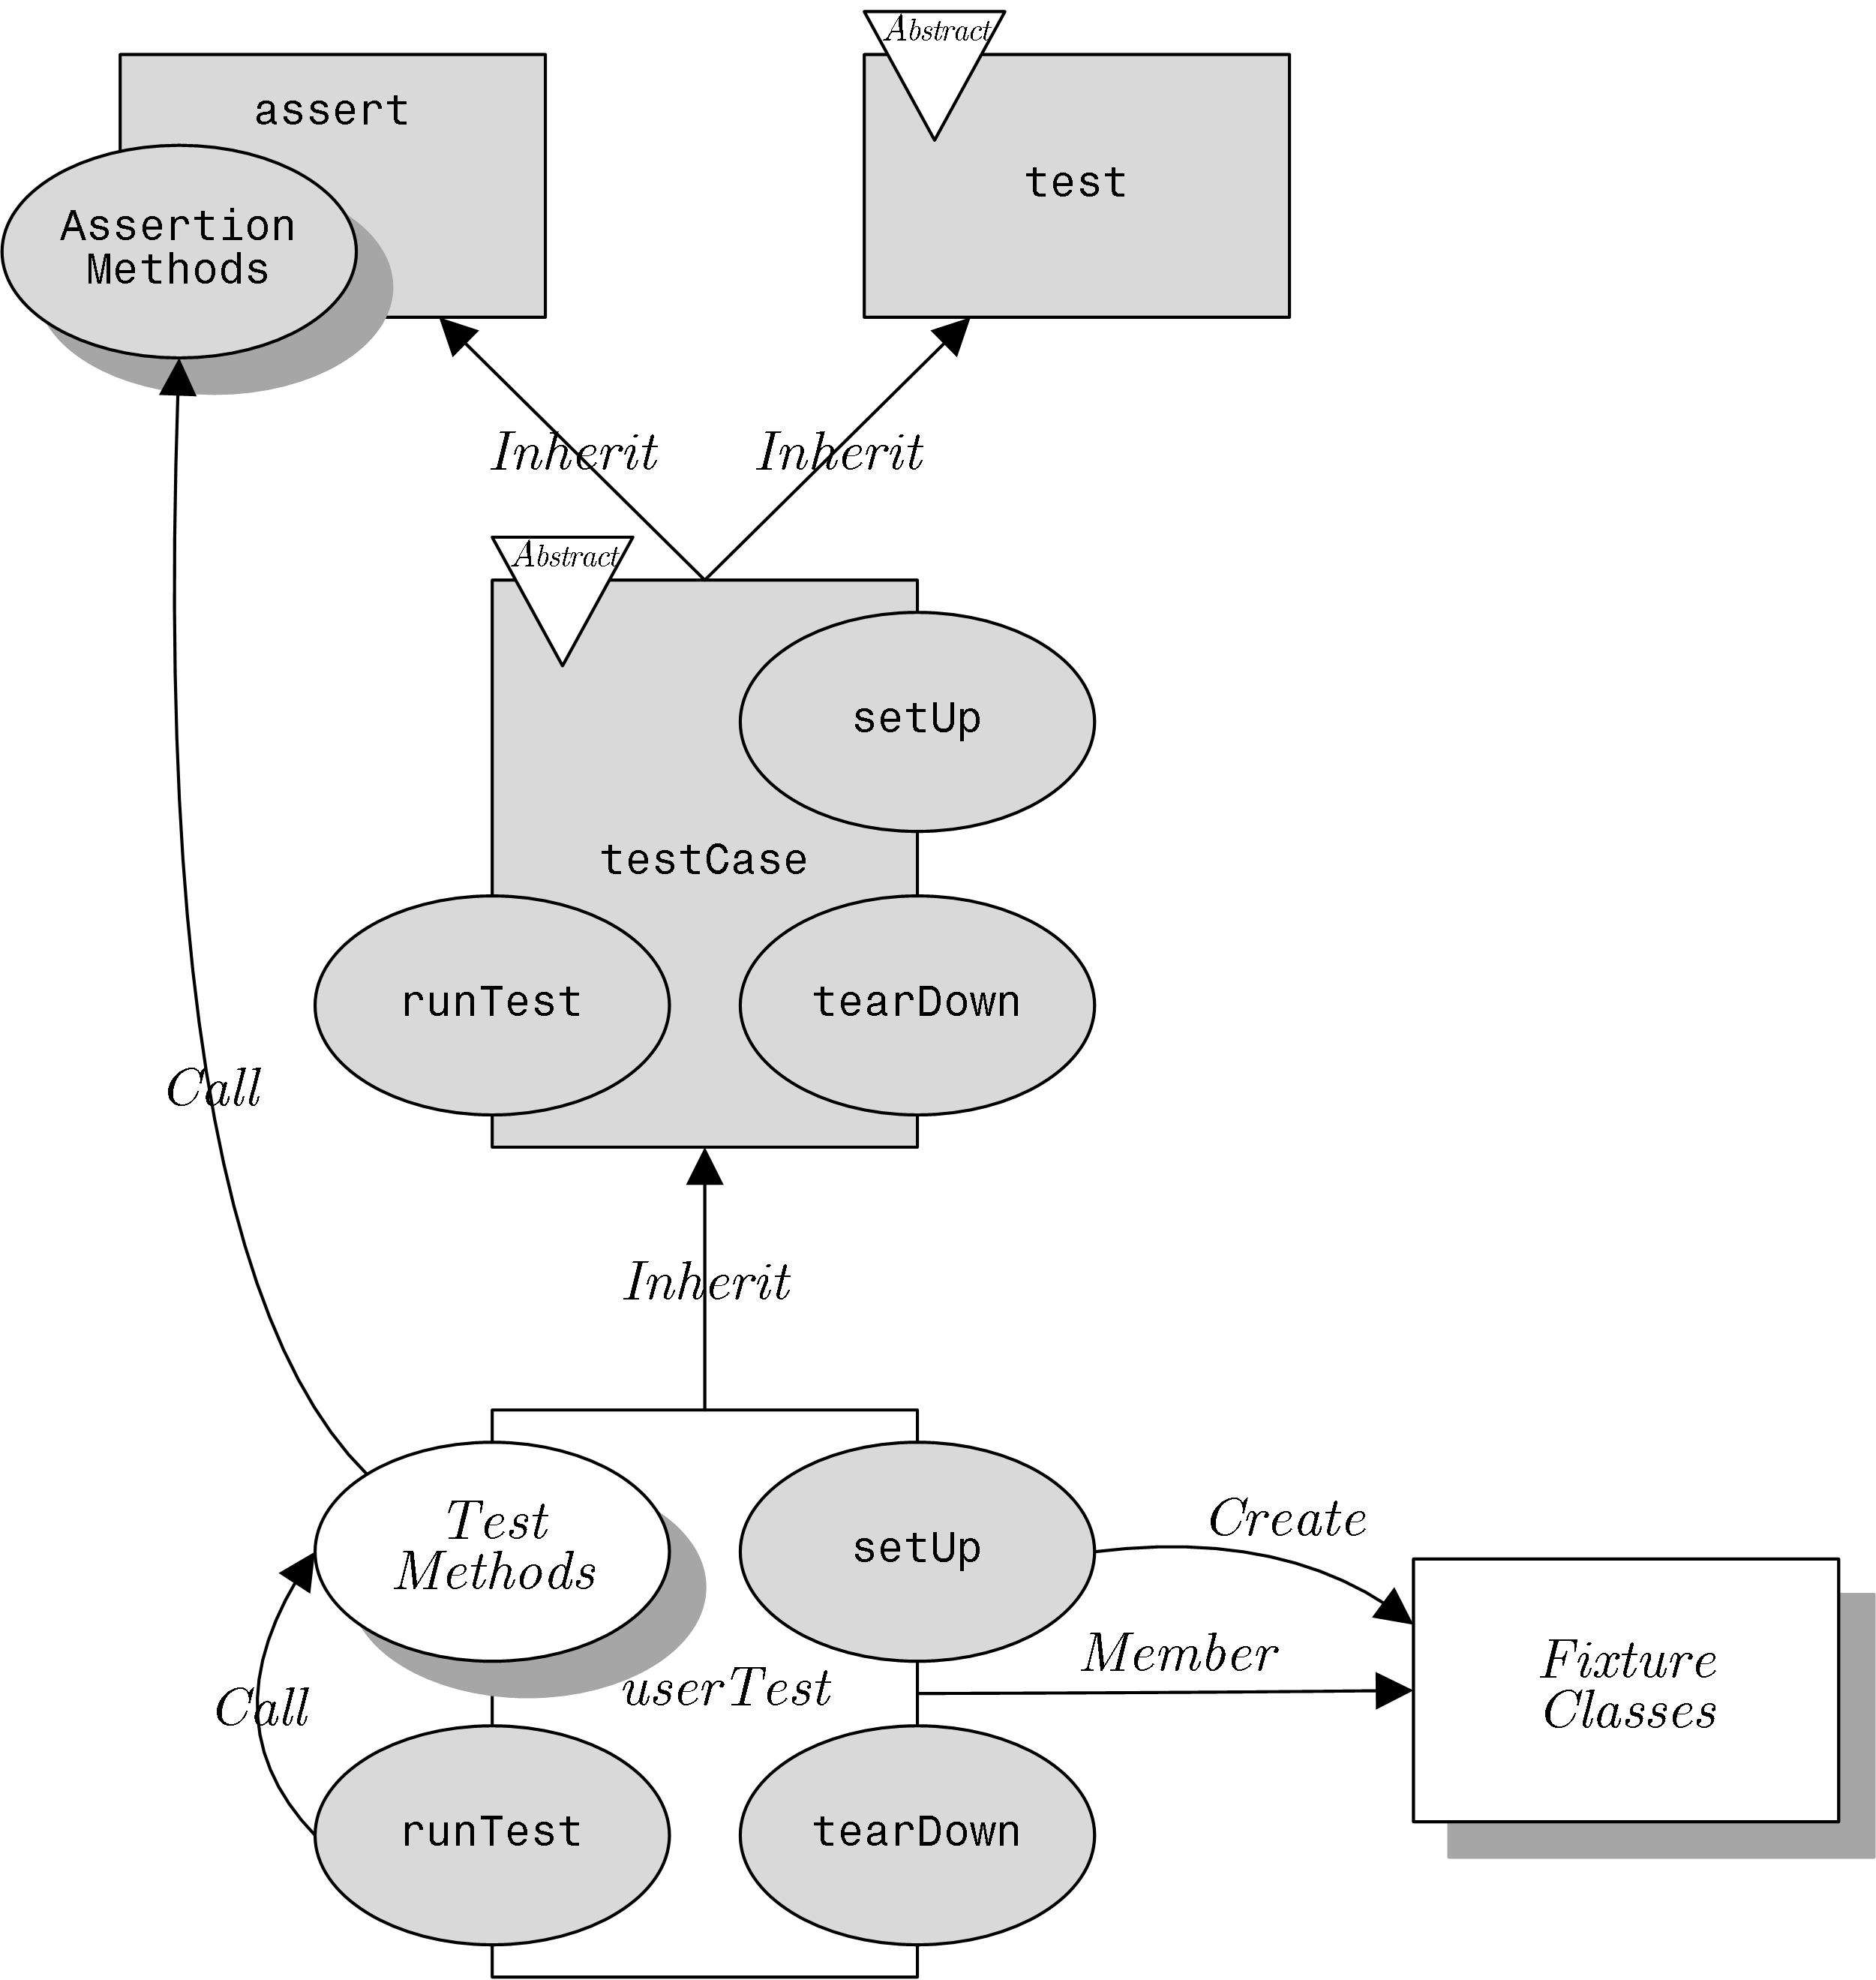 Abstract
assert
test
Assertion
Methods
Inherit
Inherit
Abstract
setUp
testCase
runTest
tearDown
Call
Inherit
Test
Methods
setUp
Create
Member
Fixture
Classes
userTest
Call
runTest
tearDown